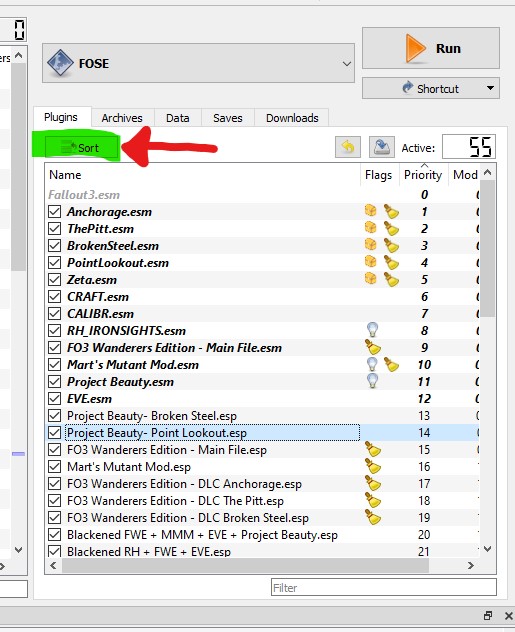 0
FOSE
Run
Shortcut
Plugins Archives Data Saves Downloads
Sort Active: 55
Name Flags Priority Mod
Fallout3.esm 0
Anchorage.esm 1
ThePitt.esm 2
BrokenSteel.esm 3
PointLookout.esm 4
Zeta.esm 5
CRAFT.esm 6
CALIBR.esm 7
RH_IRONSIGHTS.esm 8
FO3 Wanderers Edition - Main File.esm 9
Mart's Mutant Mod.esm 10
Project Beauty.esm 11
EVE.esm 12
Project Beauty- Broken Steel.esp 13
Project Beauty- Point Lookout.esp 14
FO3 Wanderers Edition - Main File.esp 15
Mart's Mutant Mod.esp 16
FO3 Wanderers Edition - DLC Anchorage.esp 17
FO3 Wanderers Edition - DLC The Pitt.esp 18
FO3 Wanderers Edition - DLC Broken Steel.esp 19
Blackened FWE + MMM + EVE + Project Beauty.esp 20
Blackened RH + FWE + EVE.esp 21
Filter